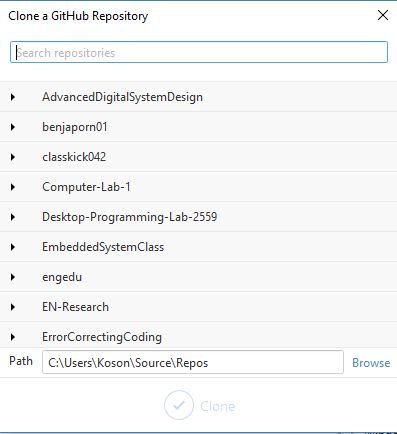 Clone a GitHub Repository
Search repositories
AdvancedDigitalSystemDesign
benjaporn01
classkick042
Computer-Lab-1
Desktop-Programming-Lab-2559
EmbeddedSystemClass
engedu
EN-Research
ErrorCorrectingCoding
Path C:\Users\Koson\Source\Repos Browse
Clone